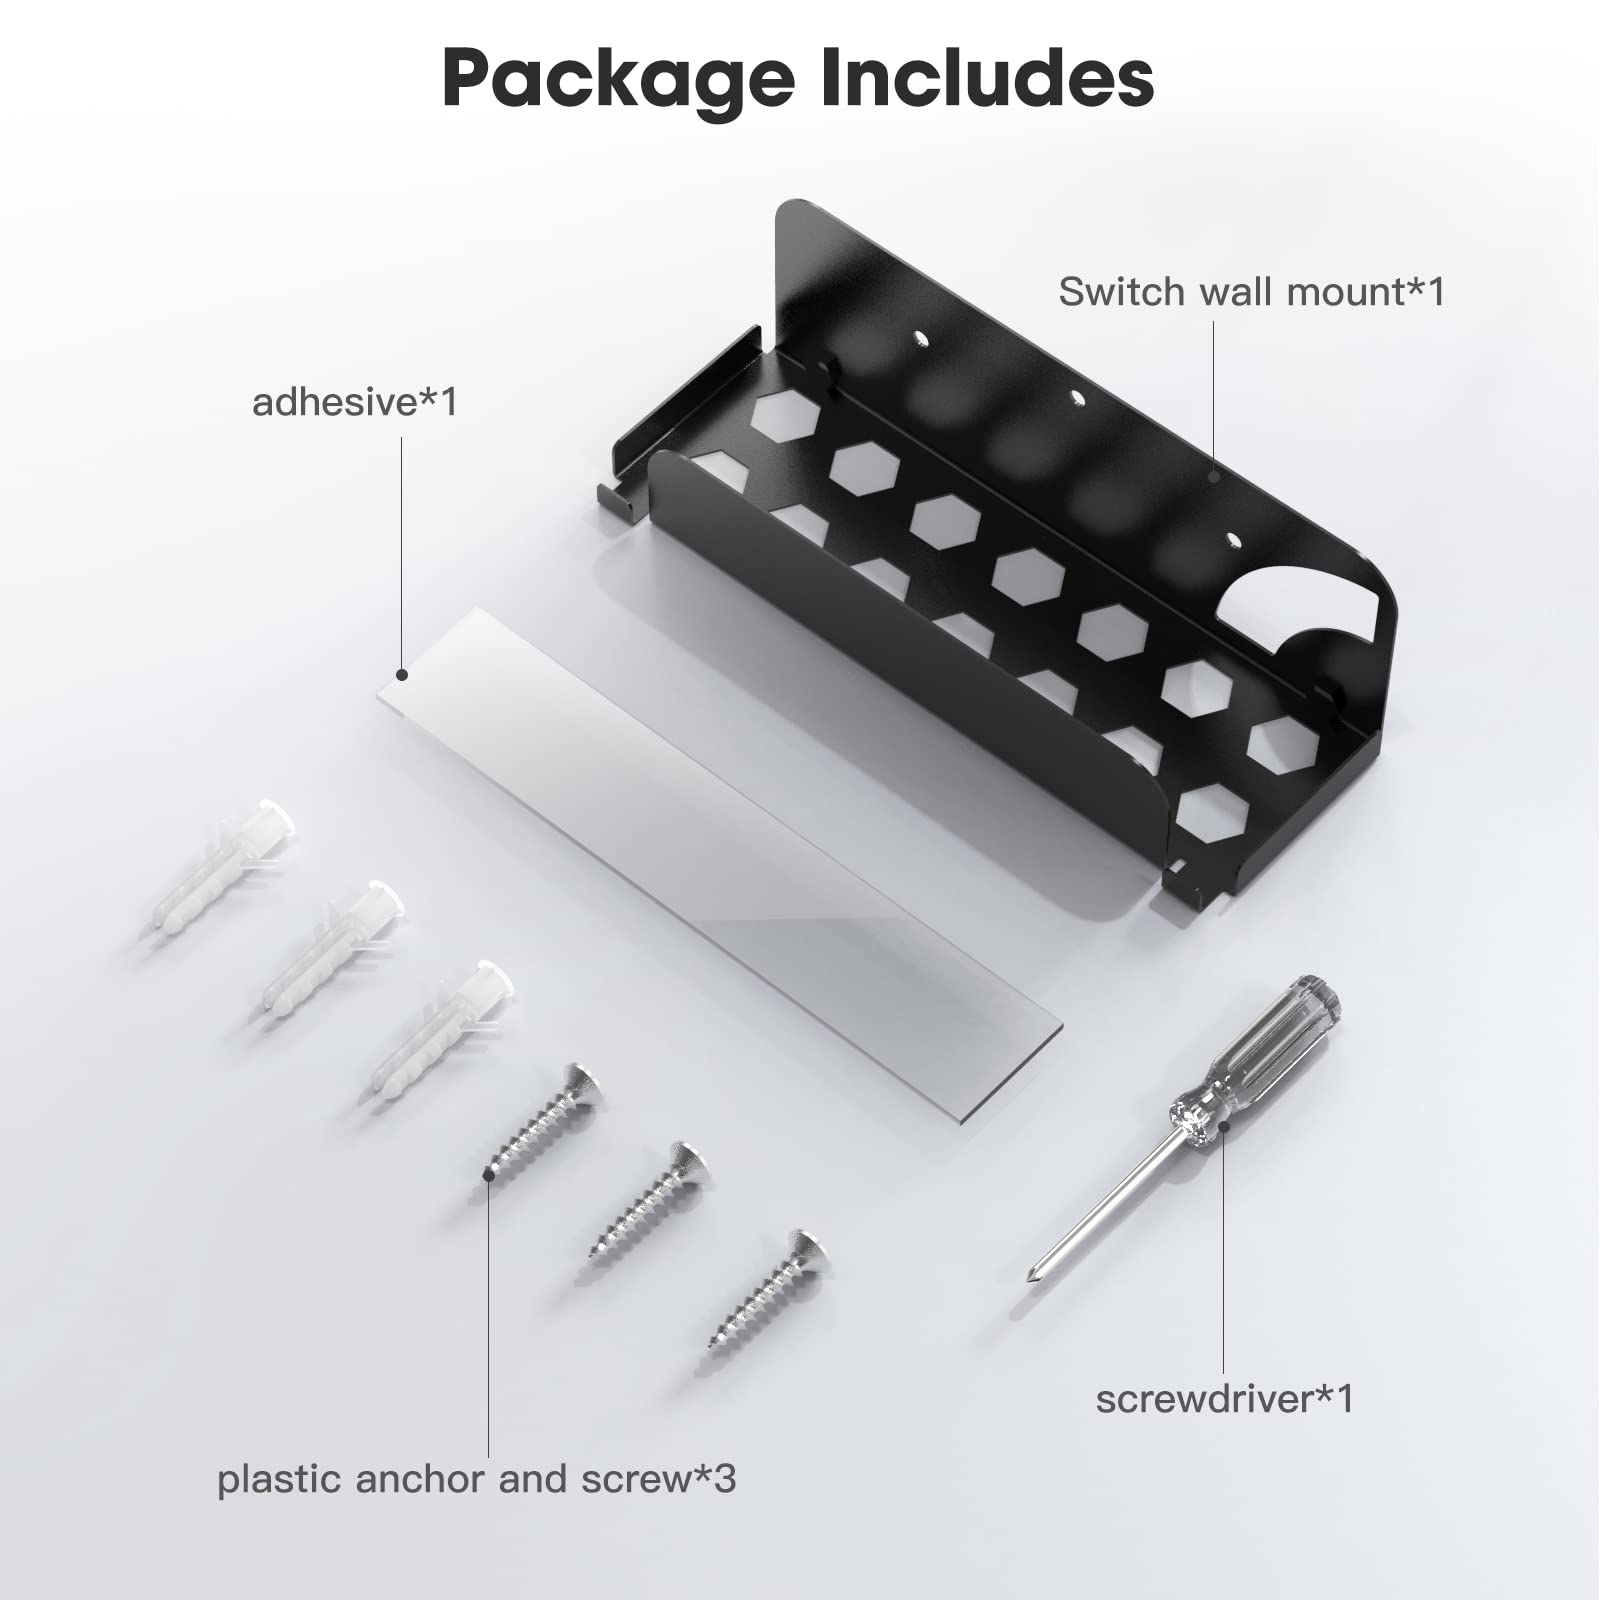 Package Includes
Switch wall mount*1
adhesive*1
screwdriver*1
plastic anchor and screw*3